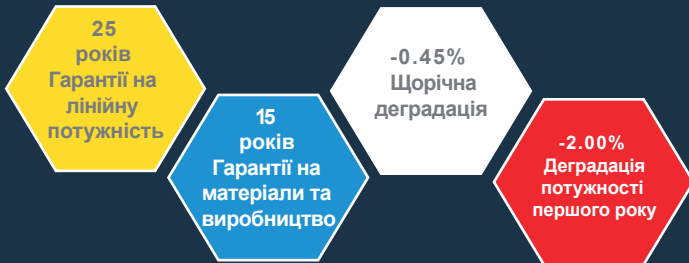 25
років
Гарантії на
лінійну
потужність
15
років
Гарантії на
матеріали та
виробництво
-0.45%
Щорічна
деградація
-2.00%
Деградація
потужності
першого року